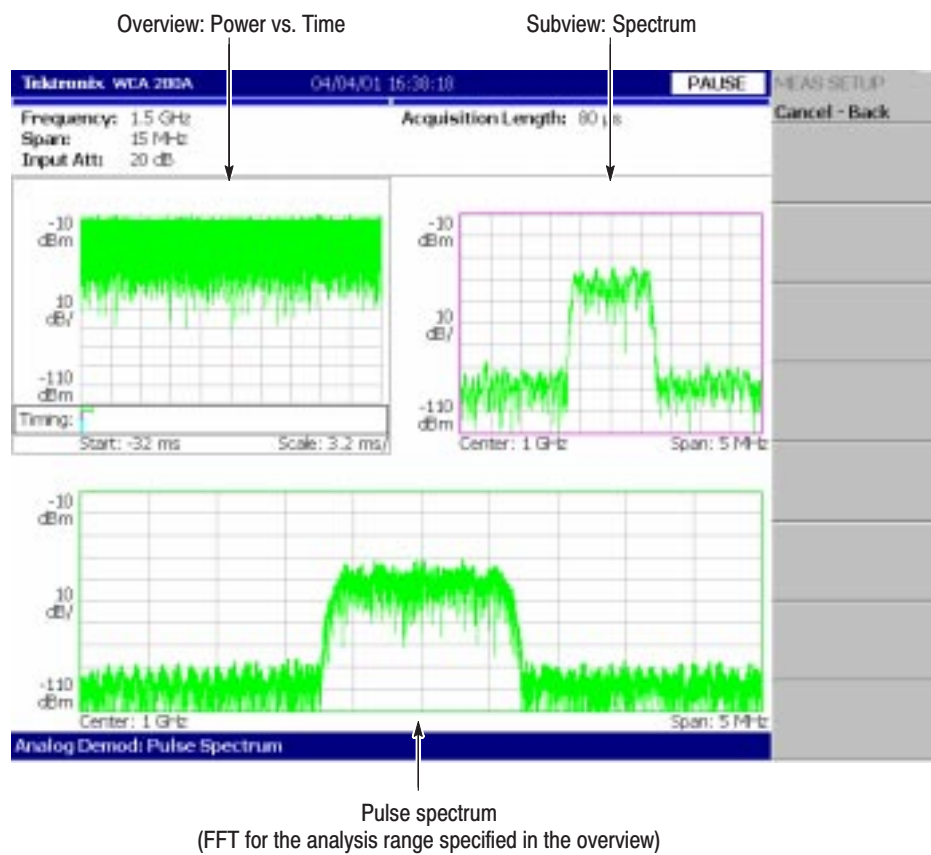 Overview: Power vs. Time
Subview: Spectrum
Tektronix WCA 200A 04/04/01 16:38:18 PAUSE
MEAS SETUP
Cancel - Back
Frequency: 1.5 GHz
Acquisition Length: 80 µs
Span: 15 MHz
Input Att: 20 dB
-10
dBm
10
dB/
-110
dBm
Timing:
Start: -32 ms Scale: 3.2 ms/
-10
dBm
10
dB/
-110
dBm
Center: 1 GHz Span: 5 MHz
-10
dBm
10
dB/
-110
dBm
Center: 1 GHz Span: 5 MHz
Analog Demod: Pulse Spectrum
Pulse spectrum
(FFT for the analysis range specified in the overview)